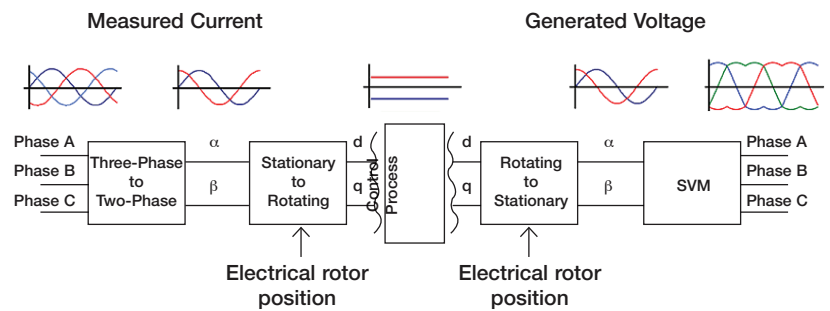 Measured Current
Generated Voltage
Phase A
Phase B
Phase C
Three-Phase
to
Two-Phase
α
β
Stationary
to
Rotating
d
q
Control
Process
d
q
Rotating
to
Stationary
α
β
SVM
Phase A
Phase B
Phase C
Electrical rotor
position
Electrical rotor
position